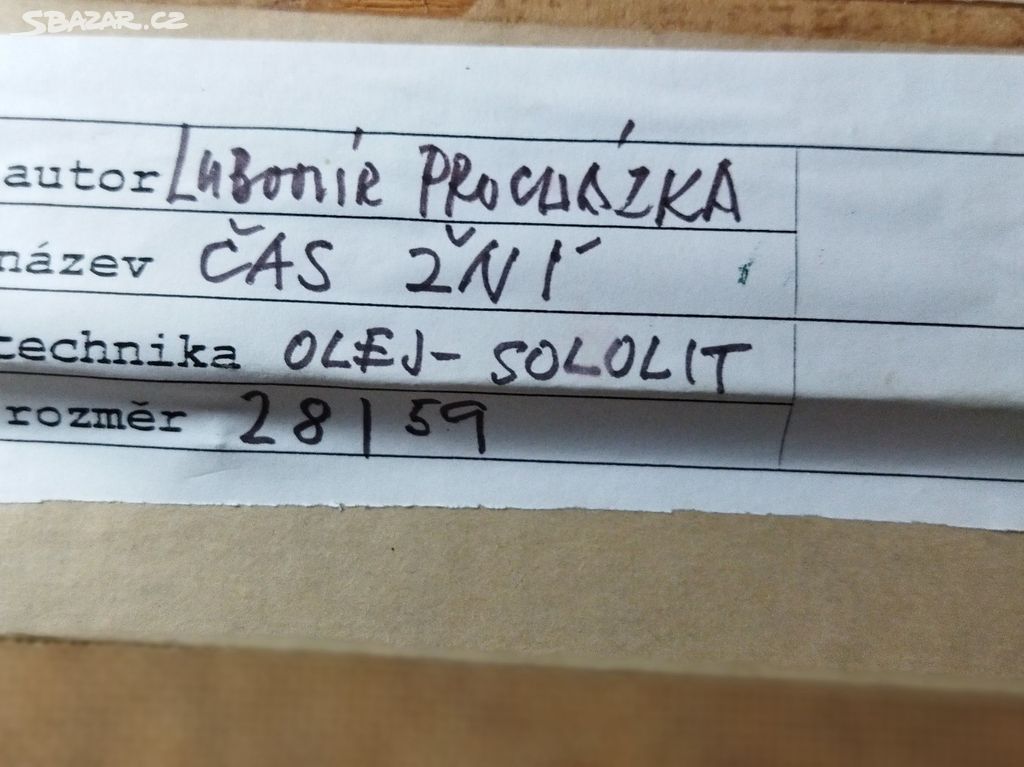 SBAZAR.CZ
autor LUBOMÍR PROCHÁZKA
název ČAS ŽNÍ
technika OLEJ- SOLOLIT
rozměr 28 | 59